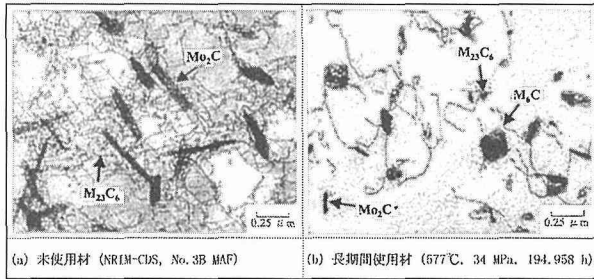 Mo₂C
M₂₃C₆
0.25 μm
(a) 未使用材 (NRIM-CDS, No.3B MAF)
M₂₃C₆
M₆C
Mo₂C
0.25 μm
(b) 長期間使用材 (577℃, 34 MPa, 194,958 h)